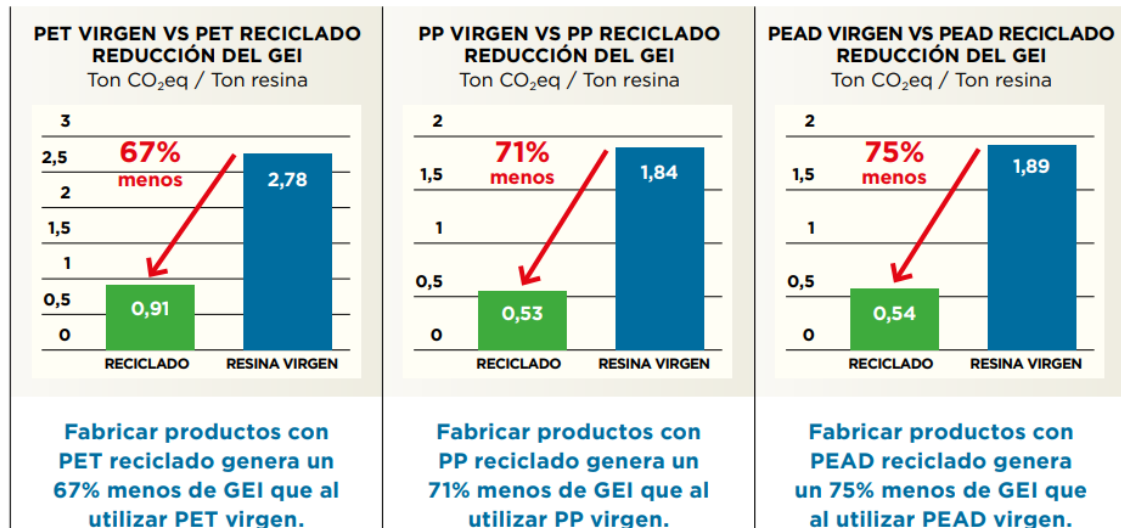 PET VIRGEN VS PET RECICLADO
REDUCCIÓN DEL GEI
Ton CO₂eq / Ton resina
3
2,5
2
1,5
1
0,5
0
67%
menos
2,78
0,91
RECICLADO
RESINA VIRGEN
Fabricar productos con
PET reciclado genera un
67% menos de GEI que al
utilizar PET virgen.
PP VIRGEN VS PP RECICLADO
REDUCCIÓN DEL GEI
Ton CO₂eq / Ton resina
2
1,5
1
0,5
0
71%
menos
1,84
0,53
RECICLADO
RESINA VIRGEN
Fabricar productos con
PP reciclado genera un
71% menos de GEI que al
utilizar PP virgen.
PEAD VIRGEN VS PEAD RECICLADO
REDUCCIÓN DEL GEI
Ton CO₂eq / Ton resina
2
1,5
1
0,5
0
75%
menos
1,89
0,54
RECICLADO
RESINA VIRGEN
Fabricar productos con
PEAD reciclado genera
un 75% menos de GEI que
al utilizar PEAD virgen.